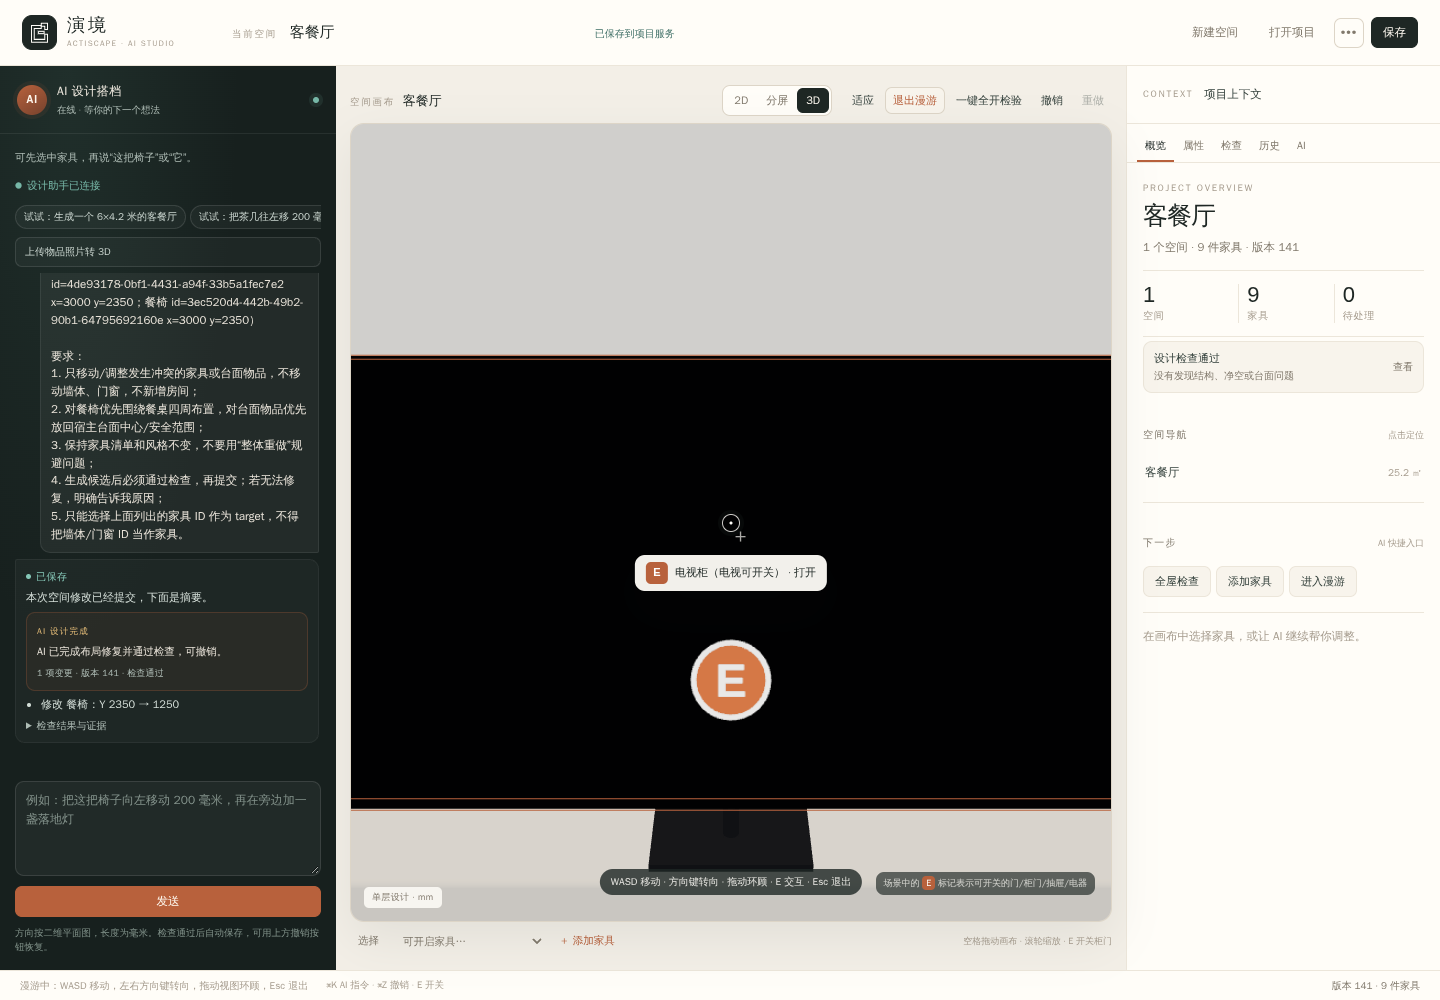 演境
ACTISCAPE · AI STUDIO
当前空间 客餐厅
已保存到项目服务
新建空间 打开项目 ••• 保存
AI AI 设计搭档
在线 · 等你的下一个想法
可先选中家具，再说“这把椅子”或“它”。
设计助手已连接
试试：生成一个 6×4.2 米的客餐厅 试试：把茶几往左移 200 毫
上传物品照片转 3D
id=4de93178-0bf1-4431-a94f-33b5a1fec7e2
x=3000 y=2350；餐椅 id=3ec520d4-442b-49b2-
90b1-64795692160e x=3000 y=2350）
要求：
1. 只移动/调整发生冲突的家具或台面物品，不移
动墙体、门窗，不新增房间；
2. 对餐椅优先围绕餐桌四周布置，对台面物品优先
放回宿主台面中心/安全范围；
3. 保持家具清单和风格不变，不要用“整体重做”规
避问题；
4. 生成候选后必须通过检查，再提交；若无法修
复，明确告诉我原因；
5. 只能选择上面列出的家具 ID 作为 target，不得
把墙体/门窗 ID 当作家具。
已保存
本次空间修改已经提交，下面是摘要。
AI 设计完成
AI 已完成布局修复并通过检查，可撤销。
1 项变更 · 版本 141 · 检查通过
修改 餐椅：Y 2350 → 1250
▶ 检查结果与证据
例如：把这把椅子向左移动 200 毫米，再在旁边加一
盏落地灯
发送
方向按二维平面图，长度为毫米。检查通过后自动保存，可用上方撤销按
钮恢复。
空间画布 客餐厅
2D 分屏 3D 适应 退出漫游 一键全开检验 撤销 重做
E 电视柜（电视可开关） · 打开
E
WASD 移动 · 方向键转向 · 拖动环顾 · E 交互 · Esc 退出
场景中的 E 标记表示可开关的门/柜门/抽屉/电器
单层设计 · mm
选择 可开启家具… ＋ 添加家具
空格拖动画布 · 滚轮缩放 · E 开关柜门
CONTEXT 项目上下文
概览 属性 检查 历史 AI
PROJECT OVERVIEW
客餐厅
1 个空间 · 9 件家具 · 版本 141
1 9 0
空间 家具 待处理
设计检查通过
没有发现结构、净空或台面问题
查看
空间导航 点击定位
客餐厅 25.2 ㎡
下一步 AI 快捷入口
全屋检查 添加家具 进入漫游
在画布中选择家具，或让 AI 继续帮你调整。
漫游中：WASD 移动，左右方向键转向，拖动视图环顾，Esc 退出 ⌘K AI 指令 · ⌘Z 撤销 · E 开关
版本 141 · 9 件家具